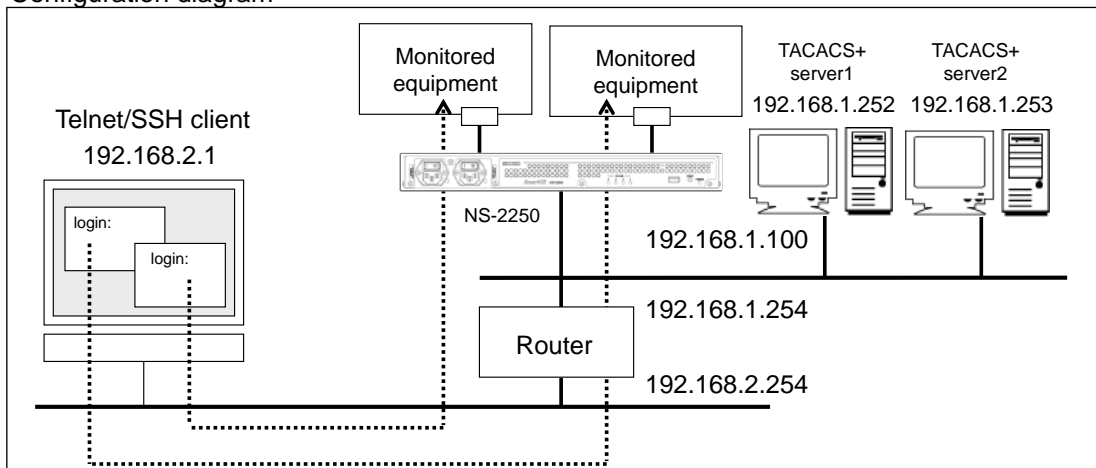 Configuration diagram
Monitored
equipment
Monitored
equipment
TACACS+
server1
192.168.1.252
TACACS+
server2
192.168.1.253
Telnet/SSH client
192.168.2.1
login:
login:
NS-2250
192.168.1.100
192.168.1.254
Router
192.168.2.254